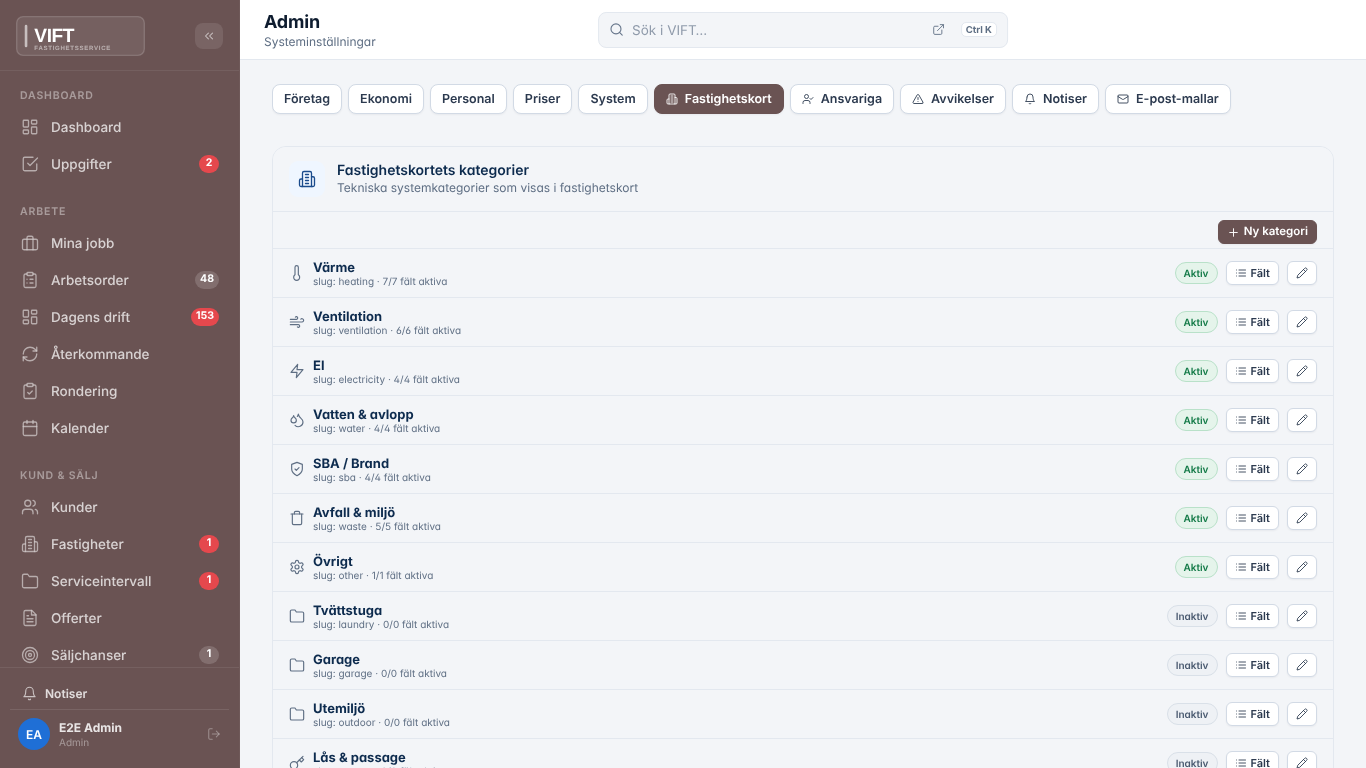 VIFT
FASTIGHETSSERVICE
DASHBOARD
Dashboard
Uppgifter 2
ARBETE
Mina jobb
Arbetsorder 48
Dagens drift 153
Återkommande
Rondering
Kalender
KUND & SÄLJ
Kunder
Fastigheter 1
Serviceintervall 1
Offerter
Säljchanser 1
Notiser
EA
E2E Admin
Admin
Admin
Systeminställningar
Sök i VIFT... Ctrl K
Företag Ekonomi Personal Priser System Fastighetskort Ansvariga Avvikelser Notiser E-post-mallar
Fastighetskortets kategorier
Tekniska systemkategorier som visas i fastighetskort
Ny kategori
Värme
slug: heating · 7/7 fält aktiva
Aktiv Fält
Ventilation
slug: ventilation · 6/6 fält aktiva
Aktiv Fält
El
slug: electricity · 4/4 fält aktiva
Aktiv Fält
Vatten & avlopp
slug: water · 4/4 fält aktiva
Aktiv Fält
SBA / Brand
slug: sba · 4/4 fält aktiva
Aktiv Fält
Avfall & miljö
slug: waste · 5/5 fält aktiva
Aktiv Fält
Övrigt
slug: other · 1/1 fält aktiva
Aktiv Fält
Tvättstuga
slug: laundry · 0/0 fält aktiva
Inaktiv Fält
Garage
slug: garage · 0/0 fält aktiva
Inaktiv Fält
Utemiljö
slug: outdoor · 0/0 fält aktiva
Inaktiv Fält
Lås & passage
Inaktiv Fält